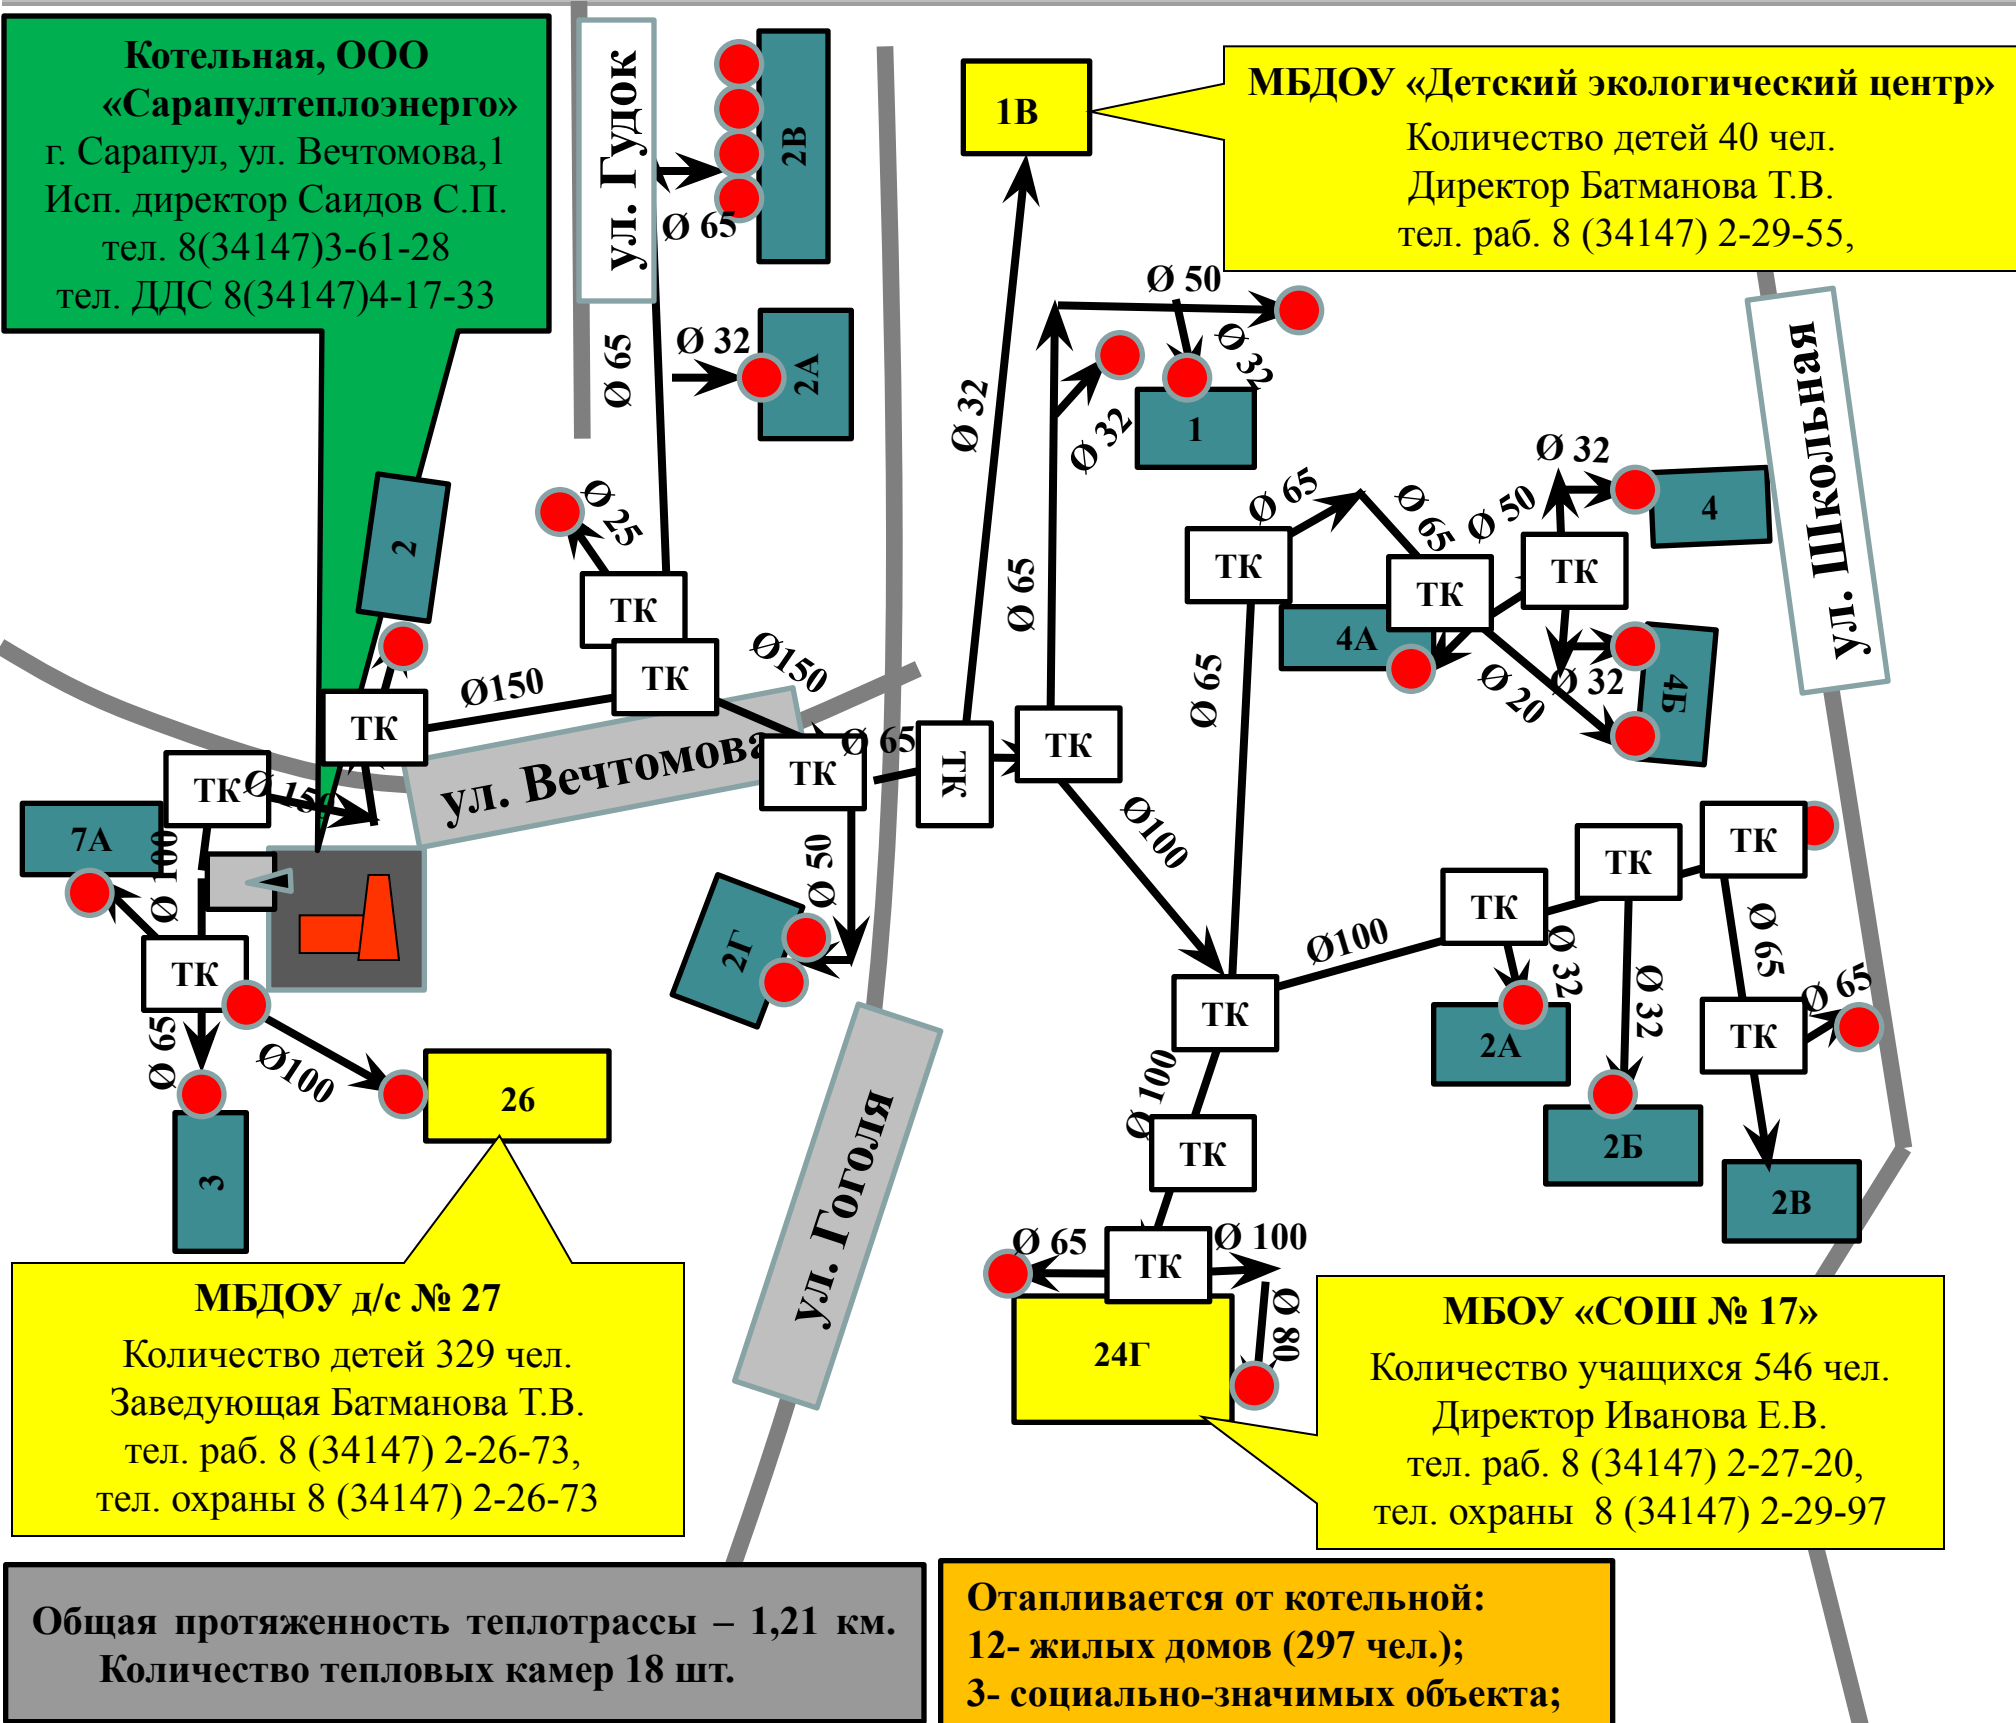 Котельная, ООО
«Сарапултеплоэнерго»
г. Сарапул, ул. Вечтомова,1
Исп. директор Саидов С.П.
тел. 8(34147)3-61-28
тел. ДДС 8(34147)4-17-33
ул. Гудок
2В
Ø 65
1В
МБДОУ «Детский экологический центр»
Количество детей 40 чел.
Директор Батманова Т.В.
тел. раб. 8 (34147) 2-29-55,
Ø 65
Ø 32
2А
Ø 50
Ø 32
1
Ø 32
Ø 32
ул. Школьная
2
Ø 25
ТК
ТК
Ø150
Ø150
ТК
Ø 65
Ø 65
Ø 65
Ø 50
Ø 32
4
ТК
ТК
ТК
4А
Ø 65
Ø 20
Ø 32
4Б
ул. Вечтомова
ТК
Ø 65
ТК
ТК
ТК
Ø 150
7А
Ø 100
ТК
Ø 65
Ø100
3
26
Ø 50
2Г
Ø100
ТК
Ø100
ТК
ТК
ТК
Ø 32
Ø 32
Ø 65
Ø 65
ТК
2А
2Б
2В
Ø 100
ТК
ул. Гоголя
Ø 65
ТК
Ø 100
Ø 80
24Г
МБДОУ д/с № 27
Количество детей 329 чел.
Заведующая Батманова Т.В.
тел. раб. 8 (34147) 2-26-73,
тел. охраны 8 (34147) 2-26-73
МБОУ «СОШ № 17»
Количество учащихся 546 чел.
Директор Иванова Е.В.
тел. раб. 8 (34147) 2-27-20,
тел. охраны 8 (34147) 2-29-97
Общая протяженность теплотрассы – 1,21 км.
Количество тепловых камер 18 шт.
Отапливается от котельной:
12- жилых домов (297 чел.);
3- социально-значимых объекта;